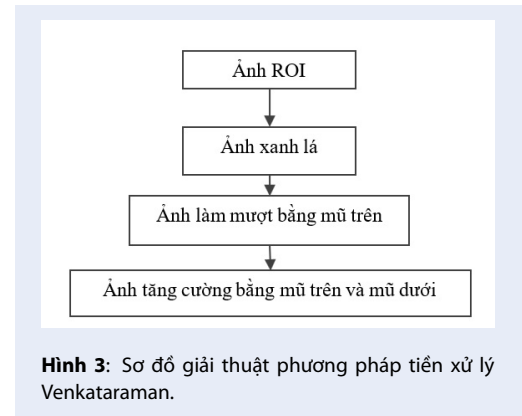 Ảnh ROI
Ảnh xanh lá
Ảnh làm mượt bằng mũ trên
Ảnh tăng cường bằng mũ trên và mũ dưới
Hình 3: Sơ đồ giải thuật phương pháp tiền xử lý
Venkataraman.